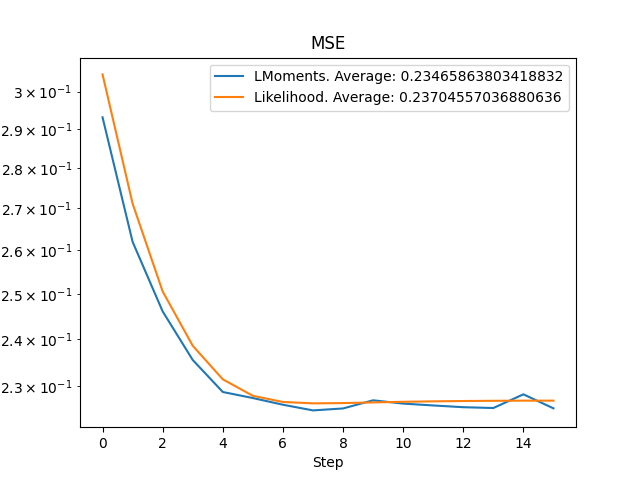 MSE
LMoments. Average: 0.23465863803418832
Likelihood. Average: 0.23704557036880636
3 × 10⁻¹
2.9 × 10⁻¹
2.8 × 10⁻¹
2.7 × 10⁻¹
2.6 × 10⁻¹
2.5 × 10⁻¹
2.4 × 10⁻¹
2.3 × 10⁻¹
0 2 4 6 8 10 12 14
Step